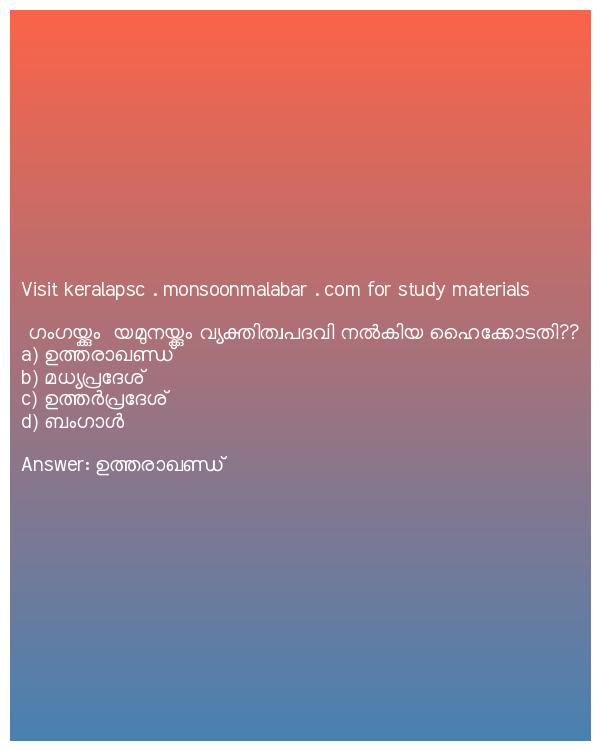 Visit keralapsc .monsoonmalabar .com for study materials
ഗംഗയ്ക്കും യമുനയ്ക്കും വ്യക്തിത്വപദവി നൽകിയ ഹൈക്കോടതി??
a) ഉത്തരാഖണ്ഡ്
b) മധ്യപ്രദേശ്
c) ഉത്തർപ്രദേശ്
d) ബംഗാൾ
Answer: ഉത്തരാഖണ്ഡ്